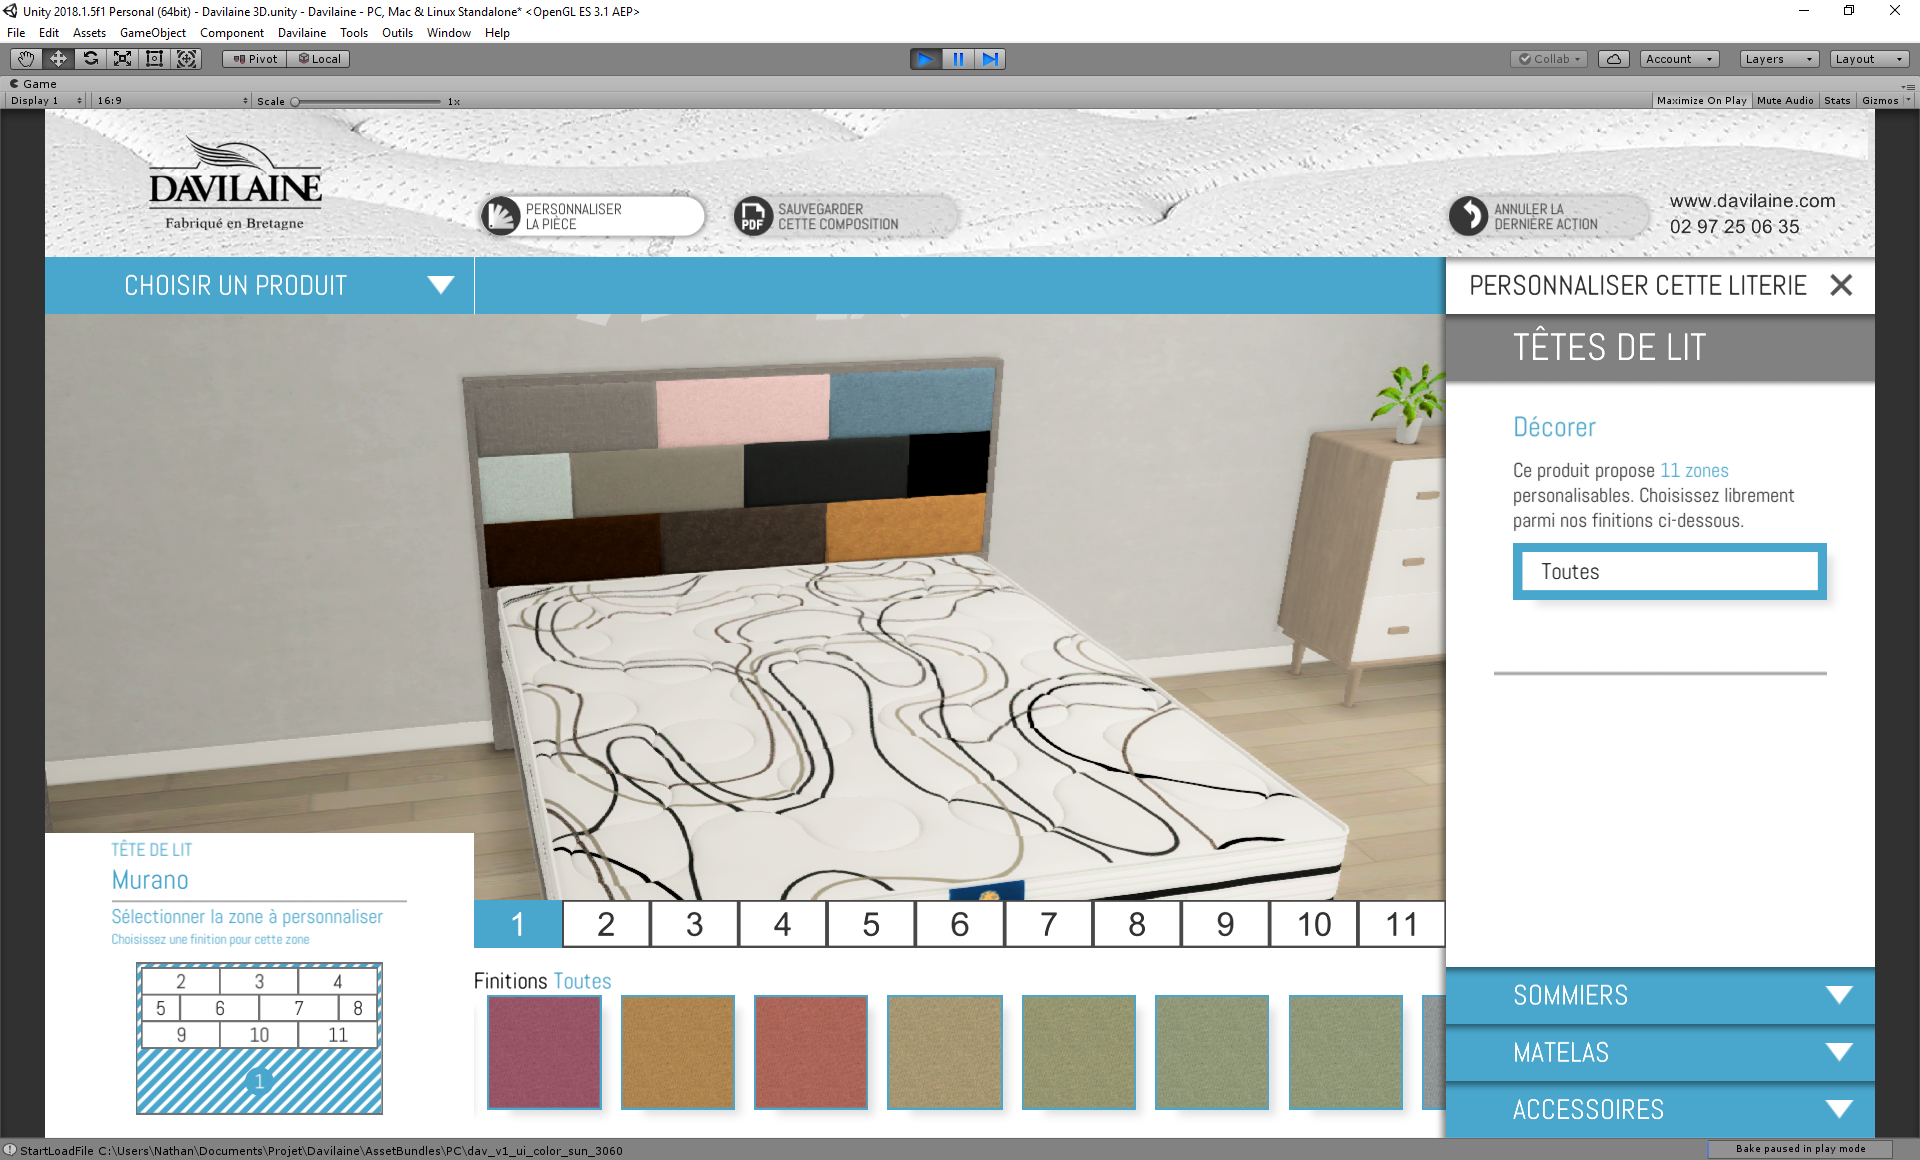 Unity 2018.1.5f1 Personal (64bit) - Davilaine 3D.unity - Davilaine - PC, Mac & Linux Standalone* <OpenGL ES 3.1 AEP>
File Edit Assets GameObject Component Davilaine Tools Outils Window Help
Pivot Local Collab Account Layers Layout
Game
Display 1 16:9 Scale 1x Maximize On Play Mute Audio Stats Gizmos
DAVILAINE
Fabriqué en Bretagne
PERSONNALISER
LA PIÈCE
PDF
SAUVEGARDER
CETTE COMPOSITION
ANNULER LA
DERNIÈRE ACTION
www.davilaine.com
02 97 25 06 35
CHOISIR UN PRODUIT
PERSONNALISER CETTE LITERIE
TÊTES DE LIT
Décorer
Ce produit propose 11 zones
personalisables. Choisissez librement
parmi nos finitions ci-dessous.
Toutes
TÊTE DE LIT
Murano
Sélectionner la zone à personnaliser
Choisissez une finition pour cette zone
2 3 4
5 6 7 8
9 10 11
1
1 2 3 4 5 6 7 8 9 10 11
Finitions Toutes
SOMMIERS
MATELAS
ACCESSOIRES
StartLoadFile C:\Users\Nathan\Documents\Projet\Davilaine\AssetBundles\PC\dav_v1_ui_color_sun_3060
Bake paused in play mode